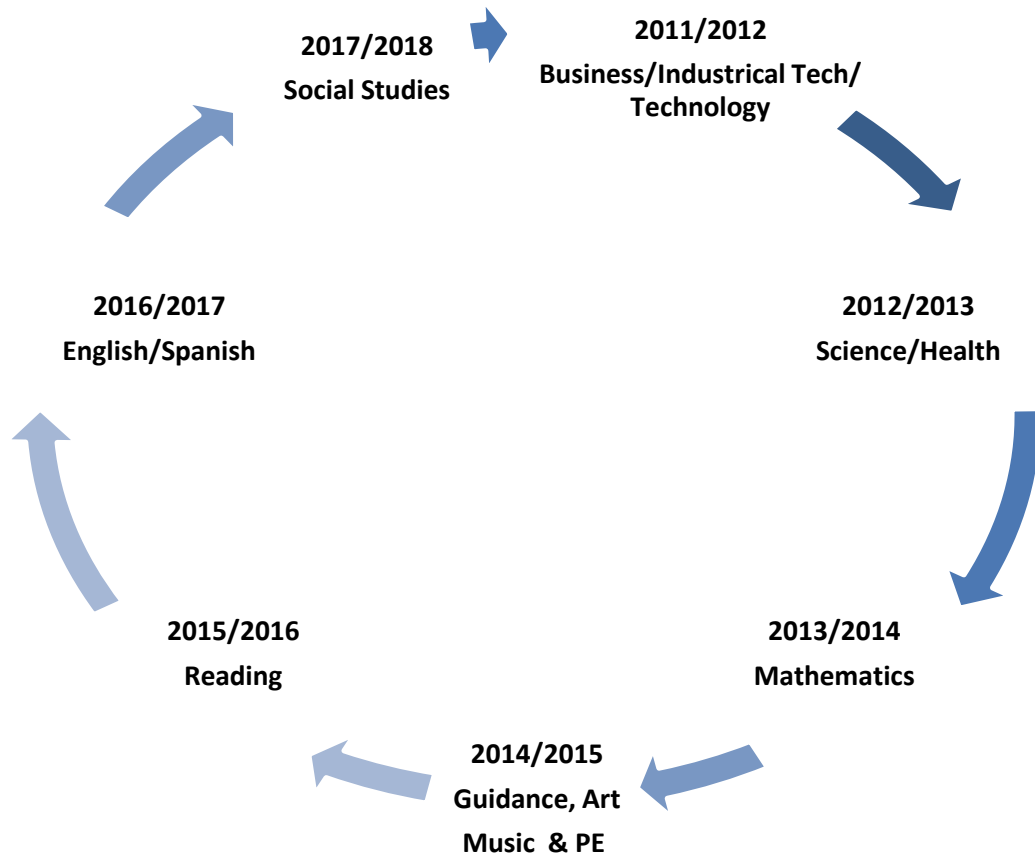 2011/2012
Business/Industrical Tech/
Technology
2012/2013
Science/Health
2013/2014
Mathematics
2014/2015
Guidance, Art
Music & PE
2015/2016
Reading
2016/2017
English/Spanish
2017/2018
Social Studies